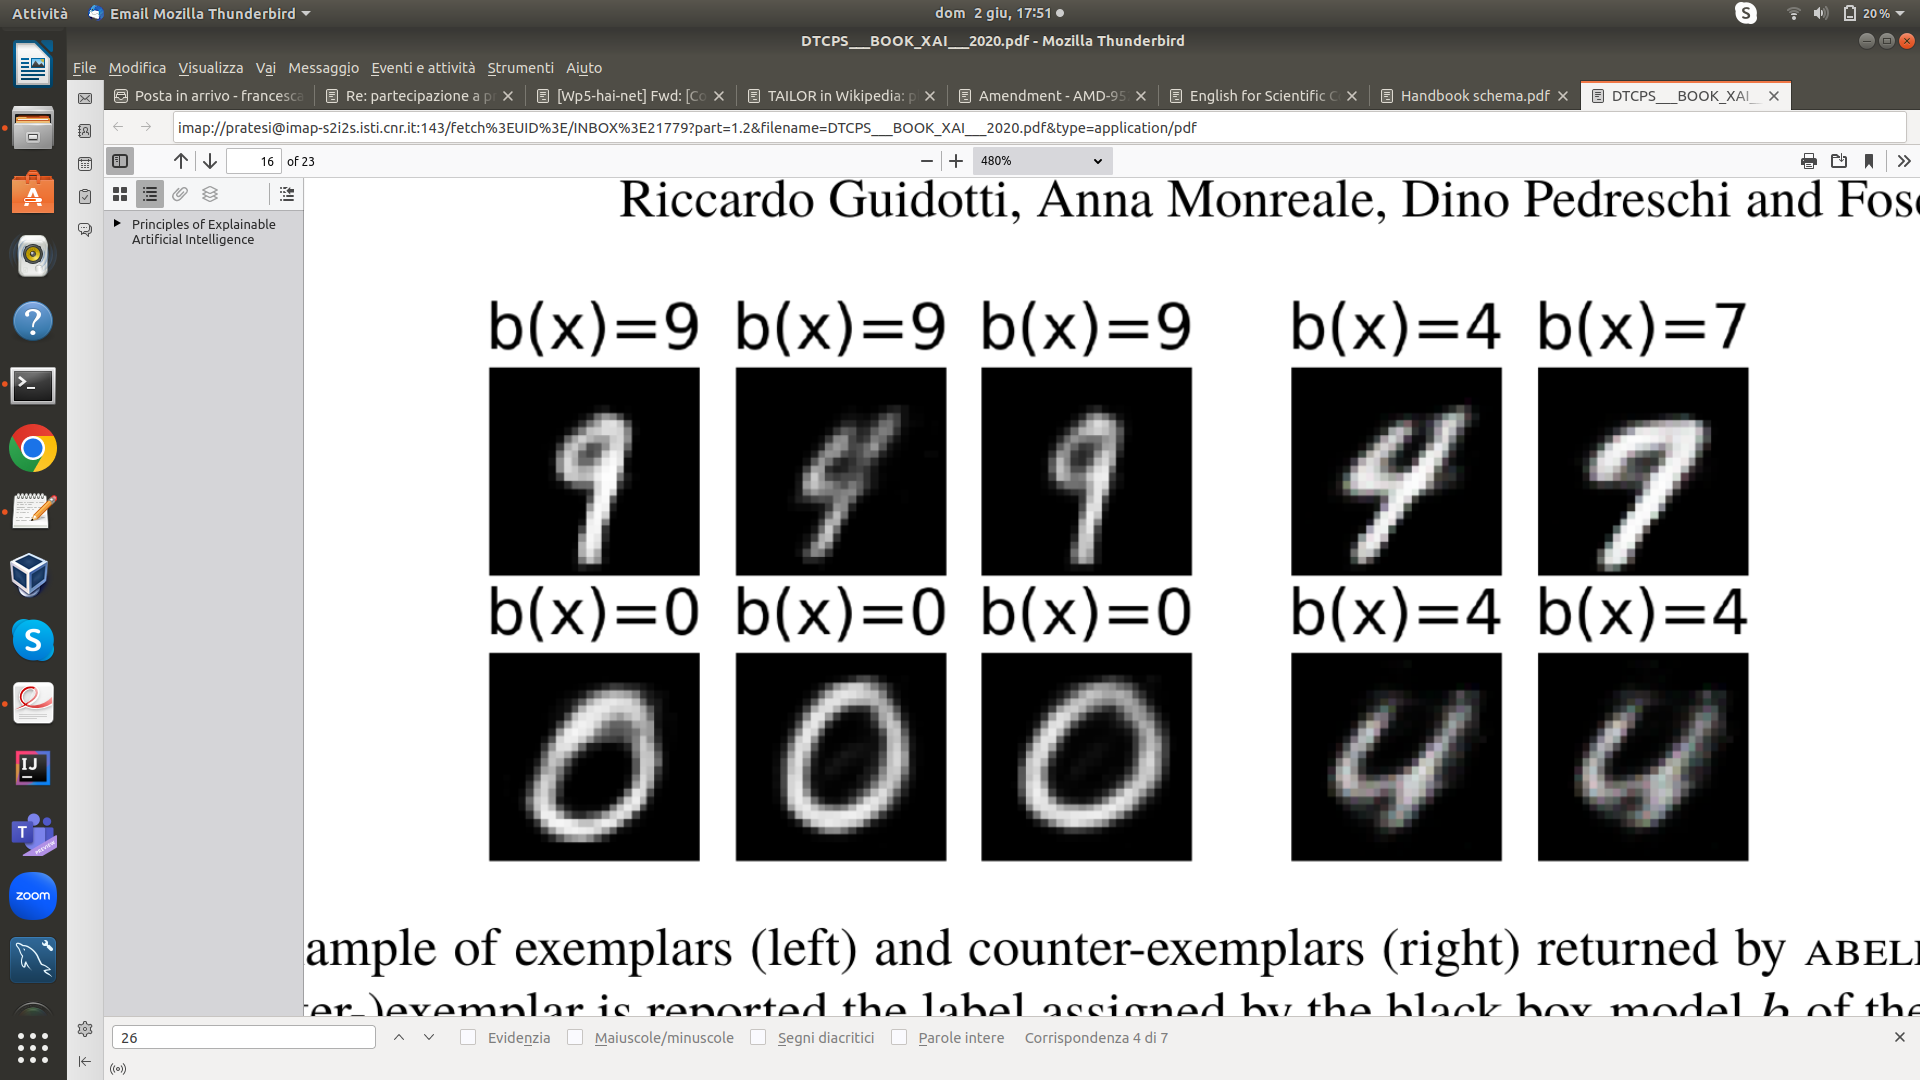 Attività
Email Mozilla Thunderbird
dom 2 giu, 17:51
20 %
DTCPS___BOOK_XAI___2020.pdf - Mozilla Thunderbird
File Modifica Visualizza Vai Messaggio Eventi e attività Strumenti Aiuto
Posta in arrivo - francesca
Re: partecipazione a p
[Wp5-hai-net] Fwd: [Co
TAILOR in Wikipedia: p
Amendment - AMD-95
English for Scientific C
Handbook schema.pdf
DTCPS___BOOK_XAI_
imap://pratesi@imap-s2i2s.isti.cnr.it:143/fetch%3EUID%3E/INBOX%3E21779?part=1.2&filename=DTCPS___BOOK_XAI___2020.pdf&type=application/pdf
16 of 23
480%
Principles of Explainable
Artificial Intelligence
Riccardo Guidotti, Anna Monreale, Dino Pedreschi and Fosc
b(x)=9 b(x)=9 b(x)=9 b(x)=4 b(x)=7
b(x)=0 b(x)=0 b(x)=0 b(x)=4 b(x)=4
ample of exemplars (left) and counter-exemplars (right) returned by ABEL
er-)exemplar is reported the label assigned by the black box model b of the
26
Evidenzia
Maiuscole/minuscole
Segni diacritici
Parole intere
Corrispondenza 4 di 7
zoom